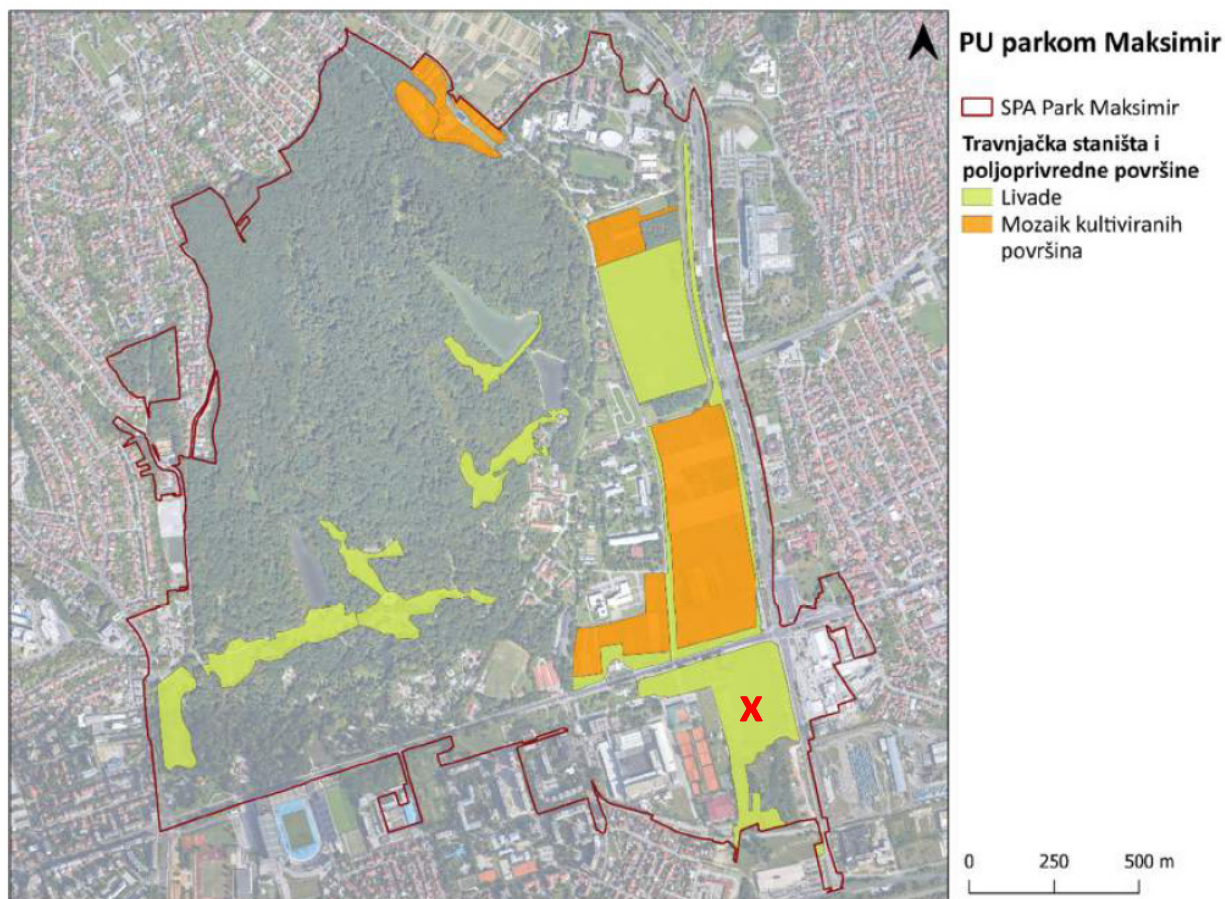 PU parkom Maksimir
SPA Park Maksimir
Travnjačka staništa i
poljoprivredne površine
Livade
Mozaik kultiviranih
površina
X
0 250 500 m